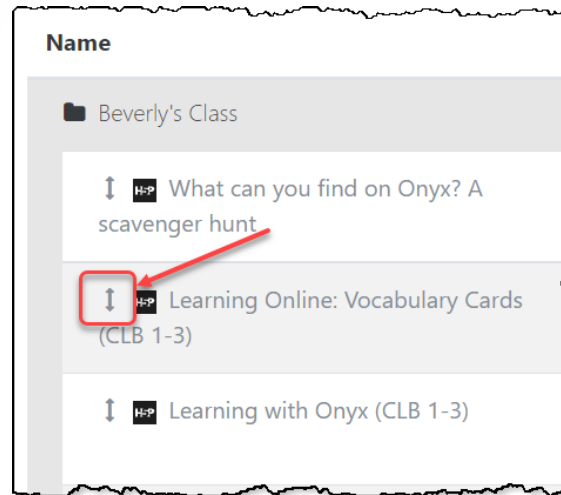 Name
Beverly's Class
H-P What can you find on Onyx? A
scavenger hunt
H-P Learning Online: Vocabulary Cards
(CLB 1-3)
H-P Learning with Onyx (CLB 1-3)